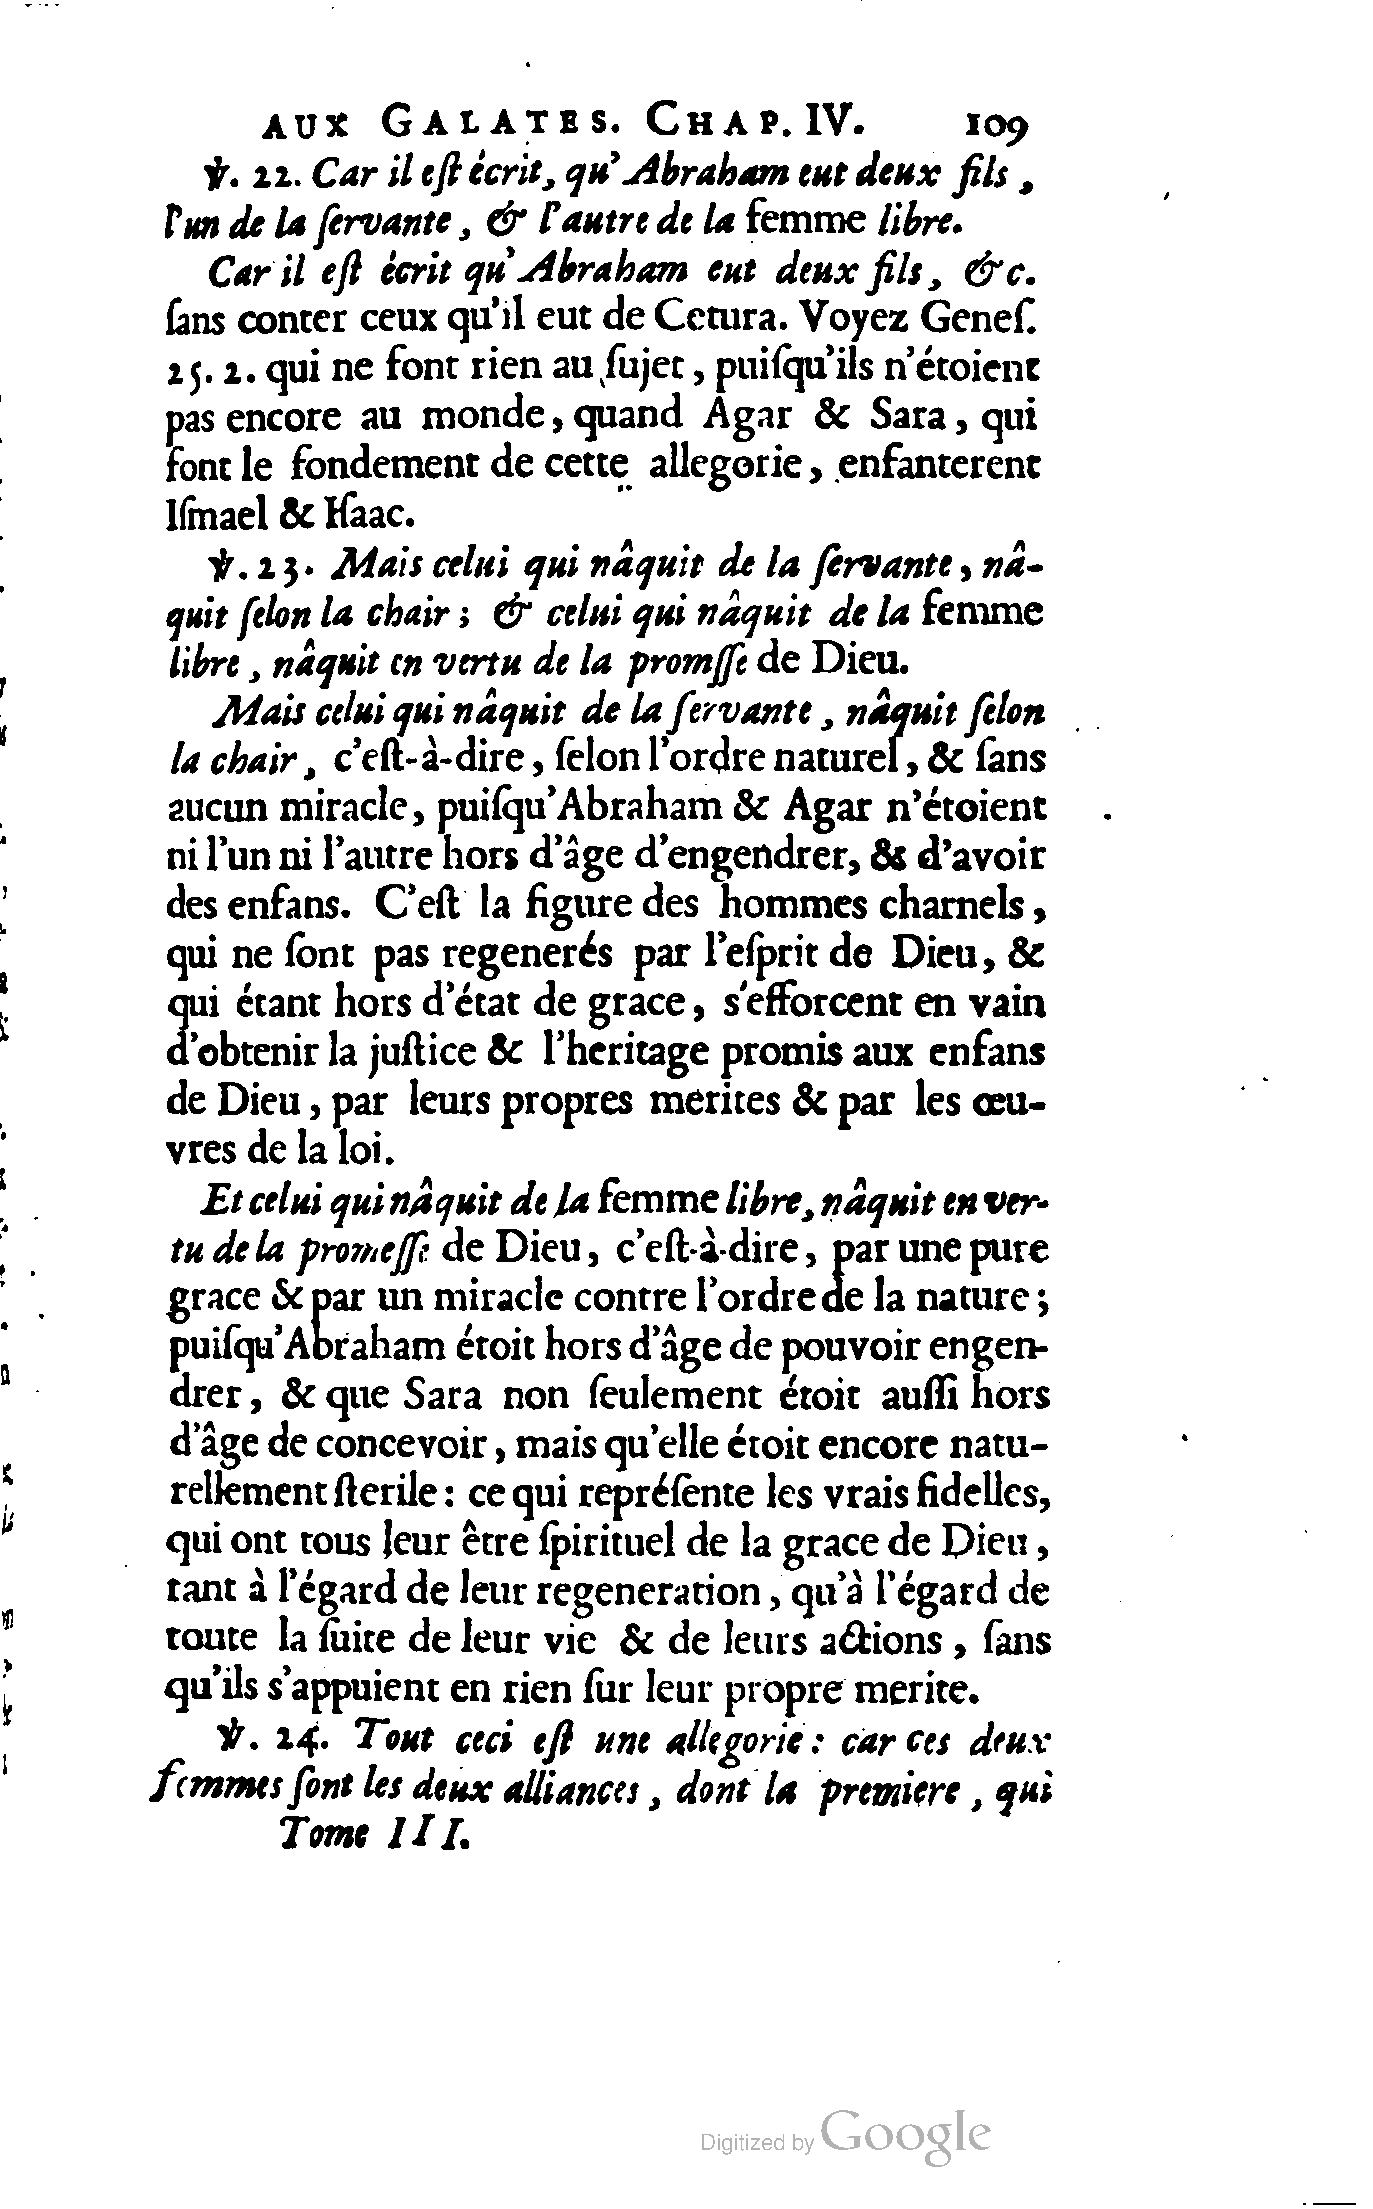 AUX GALATES. CHAP. IV. 109
℣. 22. Car il eſt écrit, qu'Abraham eut deux fils,
l'un de la ſervante, & l'autre de la femme libre.
Car il eſt écrit qu'Abraham eut deux fils, &c.
ſans conter ceux qu'il eut de Cetura. Voyez Geneſ.
25. 2. qui ne font rien au ſujet, puiſqu'ils n'étoient
pas encore au monde, quand Agar & Sara, qui
font le fondement de cette allegorie, enfanterent
Iſmael & Iſaac.
℣. 23. Mais celui qui nâquit de la ſervante, nâ-
quit ſelon la chair; & celui qui nâquit de la femme
libre, nâquit en vertu de la promſſe de Dieu.
Mais celui qui nâquit de la ſervante, nâquit ſelon
la chair, c'eſt-à-dire, ſelon l'ordre naturel, & ſans
aucun miracle, puiſqu'Abraham & Agar n'étoient
ni l'un ni l'autre hors d'âge d'engendrer, & d'avoir
des enfans. C'eſt la figure des hommes charnels,
qui ne ſont pas regenerés par l'eſprit de Dieu, &
qui étant hors d'état de grace, s'efforcent en vain
d'obtenir la juſtice & l'heritage promis aux enfans
de Dieu, par leurs propres merites & par les œu-
vres de la loi.
Et celui qui nâquit de la femme libre, nâquit en ver-
tu de la promeſſe de Dieu, c'eſt-à-dire, par une pure
grace & par un miracle contre l'ordre de la nature;
puiſqu'Abraham étoit hors d'âge de pouvoir engen-
drer, & que Sara non ſeulement étoit auſſi hors
d'âge de concevoir, mais qu'elle étoit encore natu-
rellement ſterile: ce qui repréſente les vrais fidelles,
qui ont tous leur être ſpirituel de la grace de Dieu,
tant à l'égard de leur regeneration, qu'à l'égard de
toute la ſuite de leur vie & de leurs actions, ſans
qu'ils s'appuient en rien ſur leur propre merite.
℣. 24. Tout ceci eſt une allegorie: car ces deux
femmes ſont les deux alliances, dont la premiere, qui
Tome III.
Digitized by Google